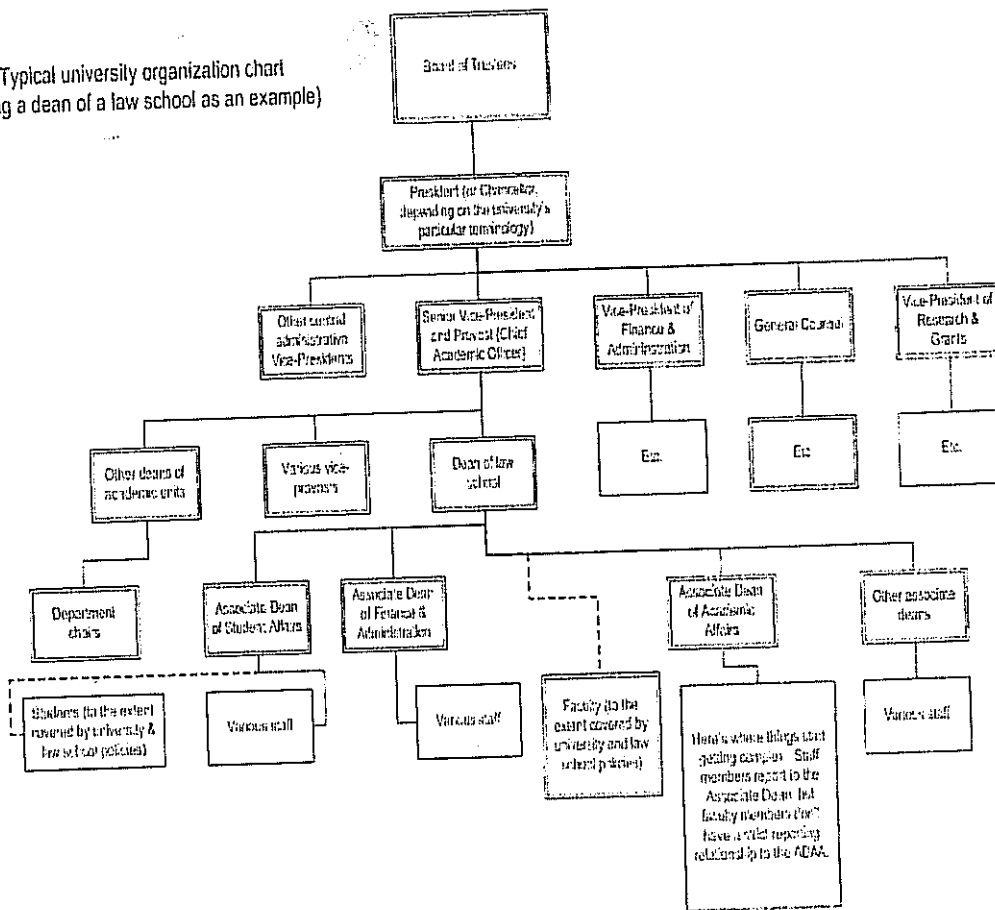 Typical university organization chart
g a dean of a law school as an example)
Board of Trustees
President (or Chancellor,
depending on the university's
particular terminology)
Other central
administrative
Vice-Presidents
Senior Vice-President
and Provost (Chief
Academic Officer)
Vice-President of
Finance &
Administration
General Counsel
Vice-President of
Research &
Grants
Other deans of
academic units
Various vice-
provosts
Dean of law
school
Etc.
Etc
Etc.
Department
chairs
Associate Dean
of Student Affairs
Associate Dean
of Finance &
Administration
Associate Dean
of Academic
Affairs
Other associate
deans
Students (to the extent
covered by university &
law school policies)
Various staff
Various staff
Faculty (to the
extent covered by
university and law
school policies)
Here's where things start
getting complex. Staff
members report to the
Associate Dean, but
faculty members don't
have a strict reporting
relationship to the ADAA.
Various staff